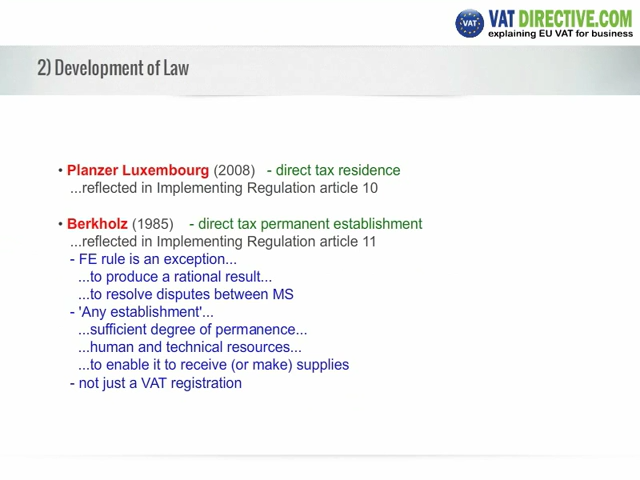 VAT DIRECTIVE.COM
explaining EU VAT for business
VAT
2) Development of Law
• Planzer Luxembourg (2008) - direct tax residence
...reflected in Implementing Regulation article 10
• Berkholz (1985) - direct tax permanent establishment
...reflected in Implementing Regulation article 11
- FE rule is an exception...
...to produce a rational result...
...to resolve disputes between MS
- 'Any establishment'...
...sufficient degree of permanence...
...human and technical resources...
...to enable it to receive (or make) supplies
- not just a VAT registration